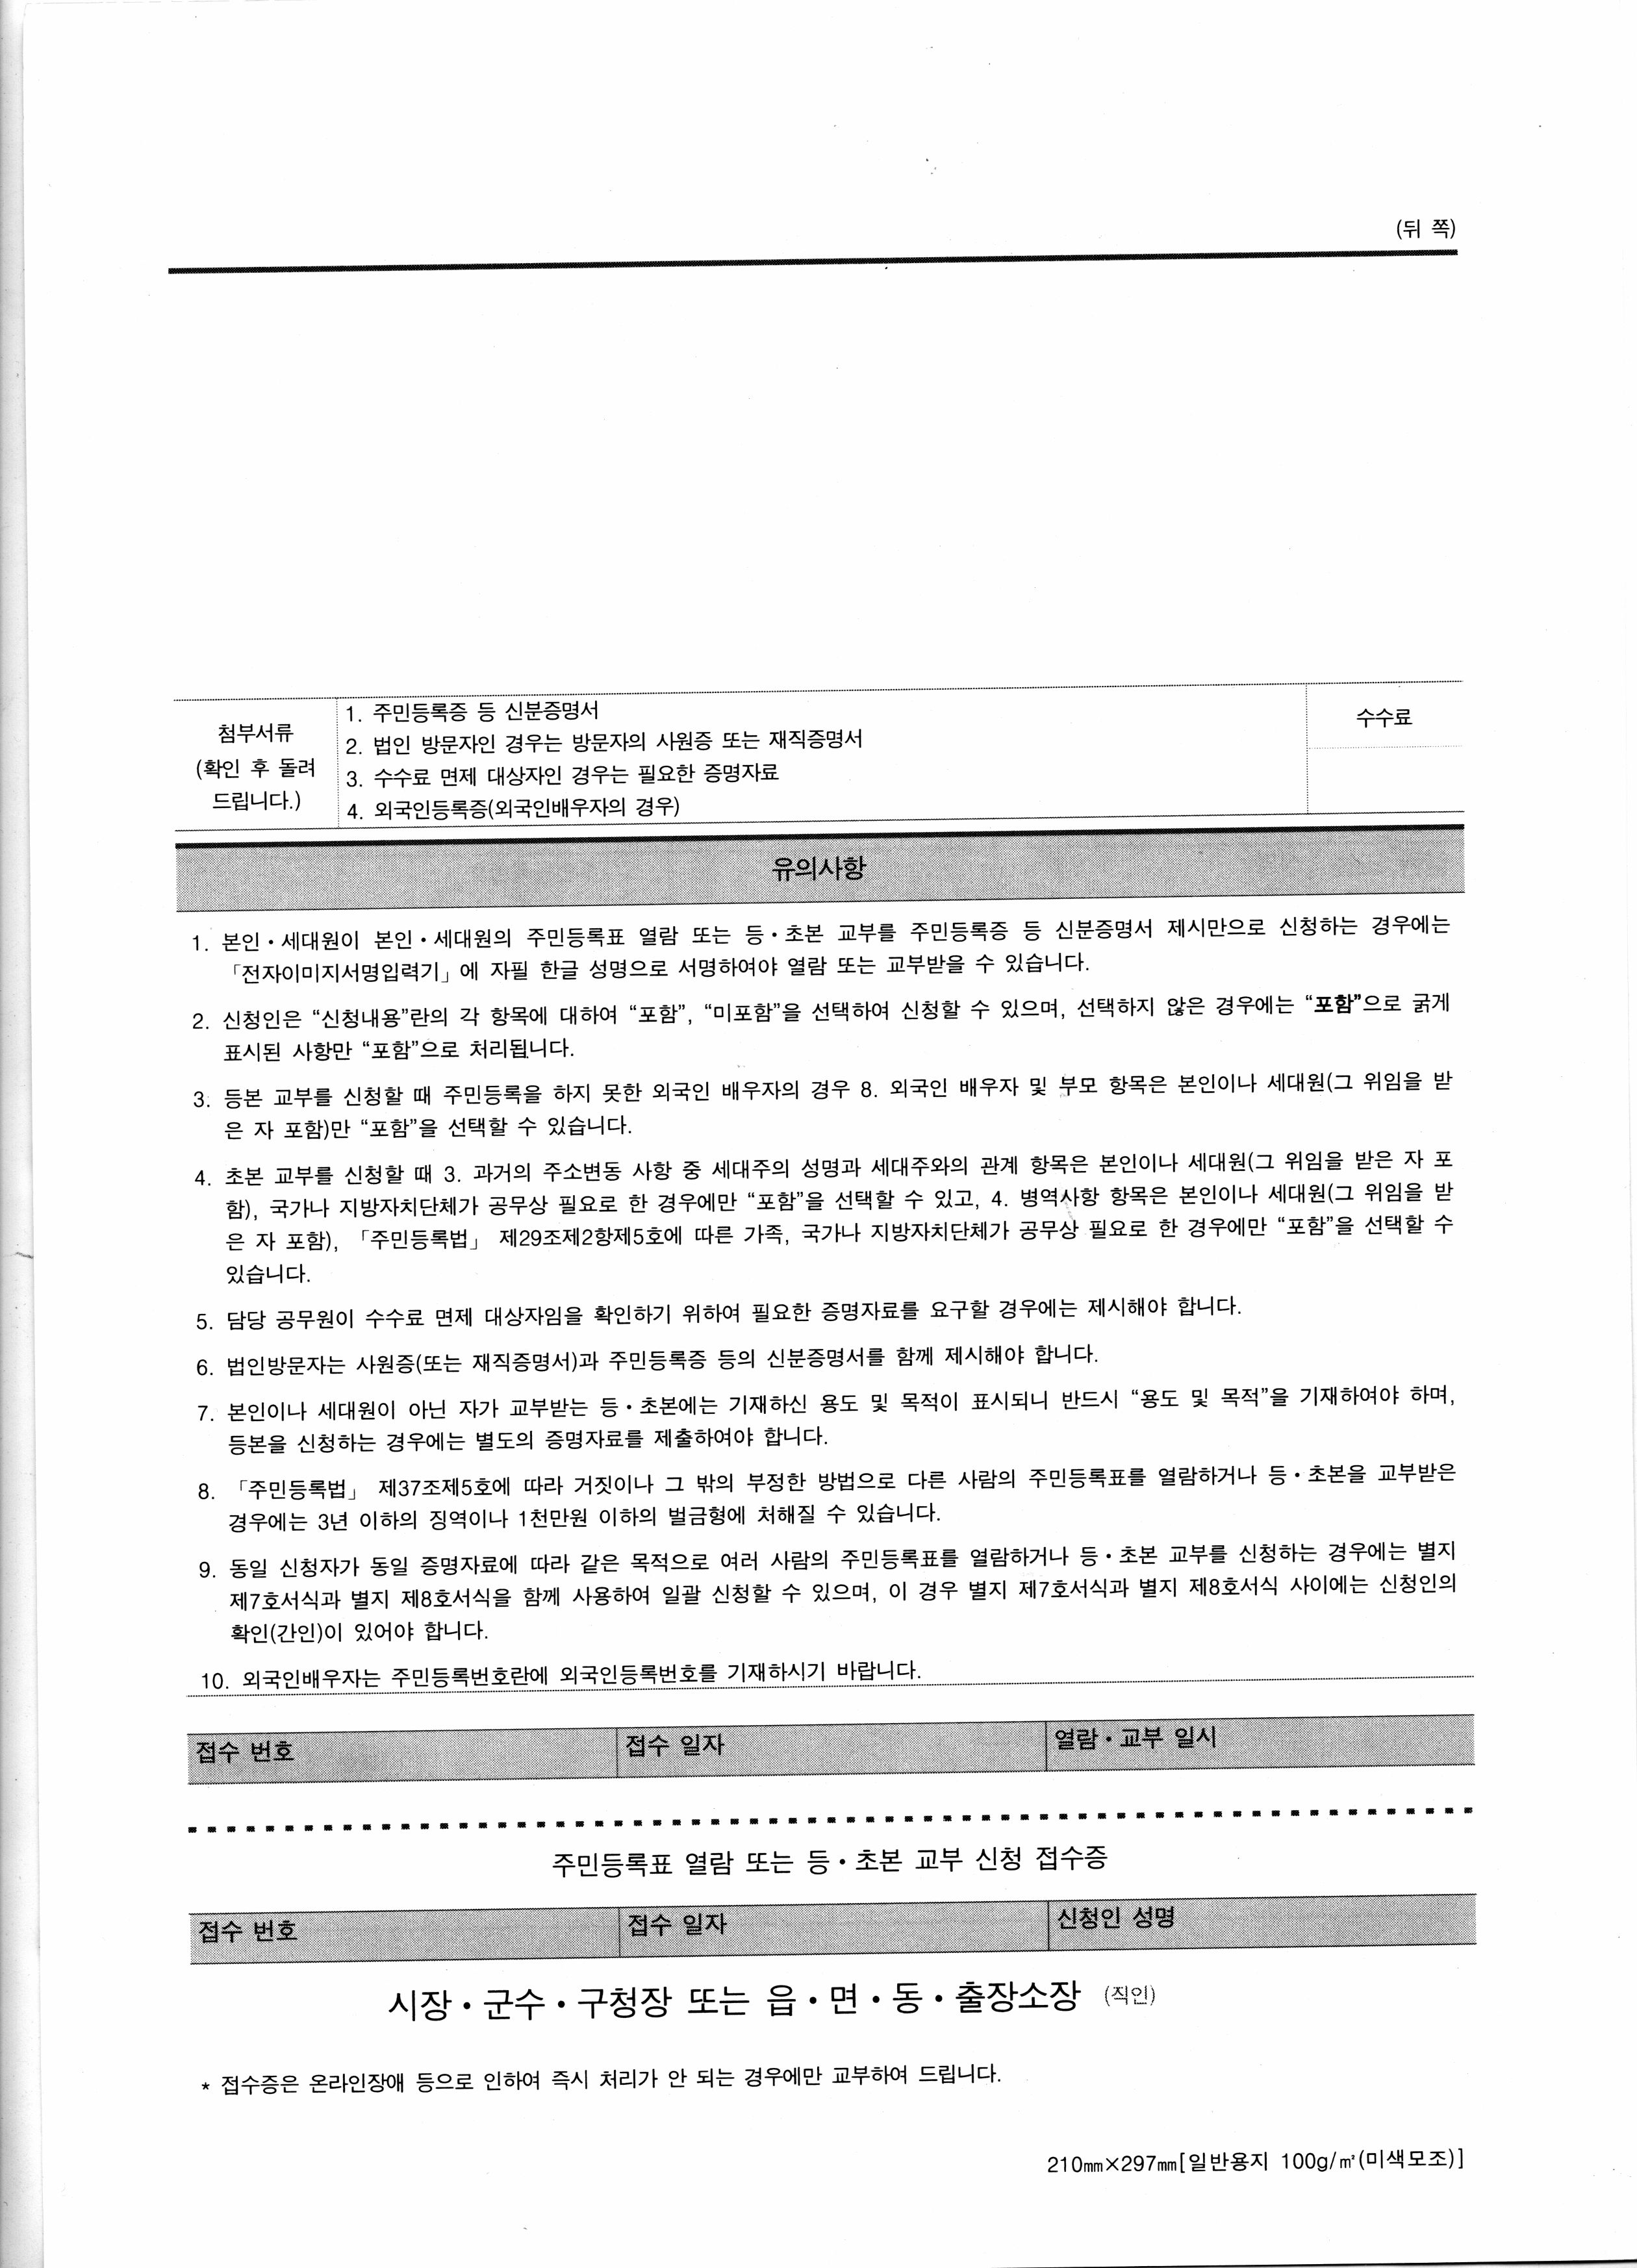 (뒤 쪽)
첨부서류
(확인 후 돌려
드립니다.)
1. 주민등록증 등 신분증명서
2. 법인 방문자인 경우는 방문자의 사원증 또는 재직증명서
3. 수수료 면제 대상자인 경우는 필요한 증명자료
4. 외국인등록증(외국인배우자의 경우)
수수료
유의사항
1. 본인·세대원이 본인·세대원의 주민등록표 열람 또는 등·초본 교부를 주민등록증 등 신분증명서 제시만으로 신청하는 경우에는
「전자이미지서명입력기」에 자필 한글 성명으로 서명하여야 열람 또는 교부받을 수 있습니다.
2. 신청인은 “신청내용”란의 각 항목에 대하여 “포함”, “미포함”을 선택하여 신청할 수 있으며, 선택하지 않은 경우에는 “포함”으로 굵게
표시된 사항만 “포함”으로 처리됩니다.
3. 등본 교부를 신청할 때 주민등록을 하지 못한 외국인 배우자의 경우 8. 외국인 배우자 및 부모 항목은 본인이나 세대원(그 위임을 받
은 자 포함)만 “포함”을 선택할 수 있습니다.
4. 초본 교부를 신청할 때 3. 과거의 주소변동 사항 중 세대주의 성명과 세대주와의 관계 항목은 본인이나 세대원(그 위임을 받은 자 포
함), 국가나 지방자치단체가 공무상 필요로 한 경우에만 “포함”을 선택할 수 있고, 4. 병역사항 항목은 본인이나 세대원(그 위임을 받
은 자 포함), 「주민등록법」 제29조제2항제5호에 따른 가족, 국가나 지방자치단체가 공무상 필요로 한 경우에만 “포함”을 선택할 수
있습니다.
5. 담당 공무원이 수수료 면제 대상자임을 확인하기 위하여 필요한 증명자료를 요구할 경우에는 제시해야 합니다.
6. 법인방문자는 사원증(또는 재직증명서)과 주민등록증 등의 신분증명서를 함께 제시해야 합니다.
7. 본인이나 세대원이 아닌 자가 교부받는 등·초본에는 기재하신 용도 및 목적이 표시되니 반드시 “용도 및 목적”을 기재하여야 하며,
등본을 신청하는 경우에는 별도의 증명자료를 제출하여야 합니다.
8. 「주민등록법」 제37조제5호에 따라 거짓이나 그 밖의 부정한 방법으로 다른 사람의 주민등록표를 열람하거나 등·초본을 교부받은
경우에는 3년 이하의 징역이나 1천만원 이하의 벌금형에 처해질 수 있습니다.
9. 동일 신청자가 동일 증명자료에 따라 같은 목적으로 여러 사람의 주민등록표를 열람하거나 등·초본 교부를 신청하는 경우에는 별지
제7호서식과 별지 제8호서식을 함께 사용하여 일괄 신청할 수 있으며, 이 경우 별지 제7호서식과 별지 제8호서식 사이에는 신청인의
확인(간인)이 있어야 합니다.
10. 외국인배우자는 주민등록번호란에 외국인등록번호를 기재하시기 바랍니다.
접수 번호 접수 일자 열람·교부 일시
주민등록표 열람 또는 등·초본 교부 신청 접수증
접수 번호 접수 일자 신청인 성명
시장·군수·구청장 또는 읍·면·동·출장소장 (직인)
* 접수증은 온라인장애 등으로 인하여 즉시 처리가 안 되는 경우에만 교부하여 드립니다.
210㎜×297㎜[일반용지 100g/㎡(미색모조)]